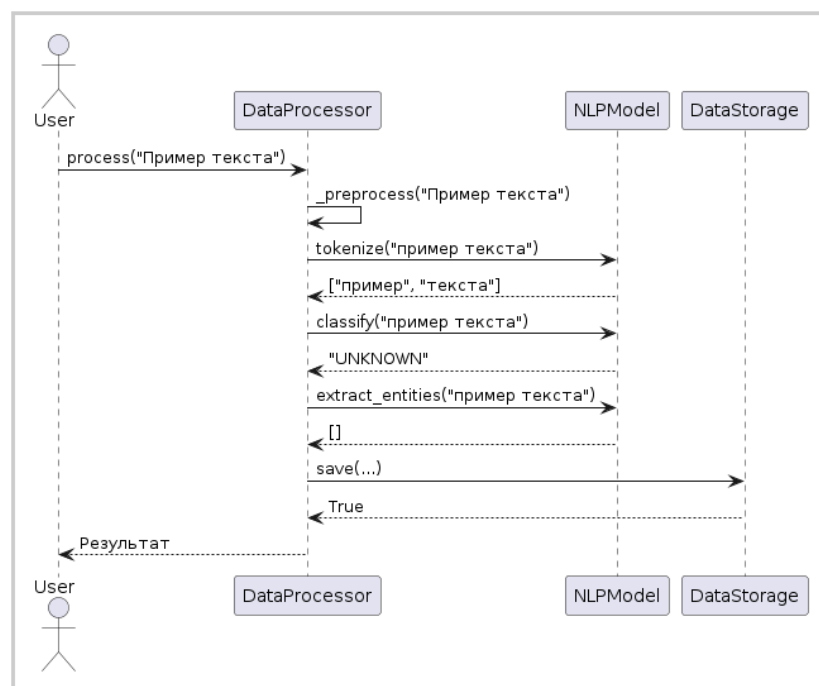 User
DataProcessor
NLPModel
DataStorage
process("Пример текста")
_preprocess("Пример текста")
tokenize("пример текста")
["пример", "текста"]
classify("пример текста")
"UNKNOWN"
extract_entities("пример текста")
[]
save(...)
True
Результат
User
DataProcessor
NLPModel
DataStorage